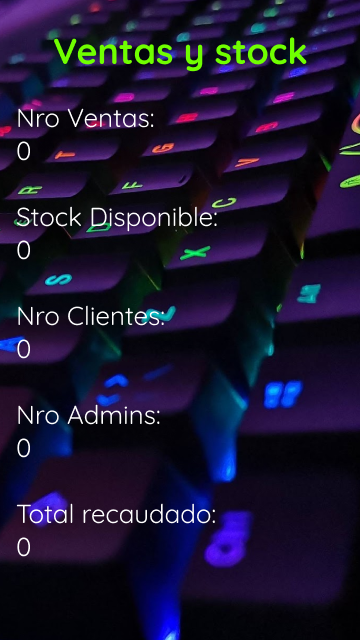 Ventas y stock
Nro Ventas:
0
Stock Disponible:
0
Nro Clientes:
0
Nro Admins:
0
Total recaudado:
0